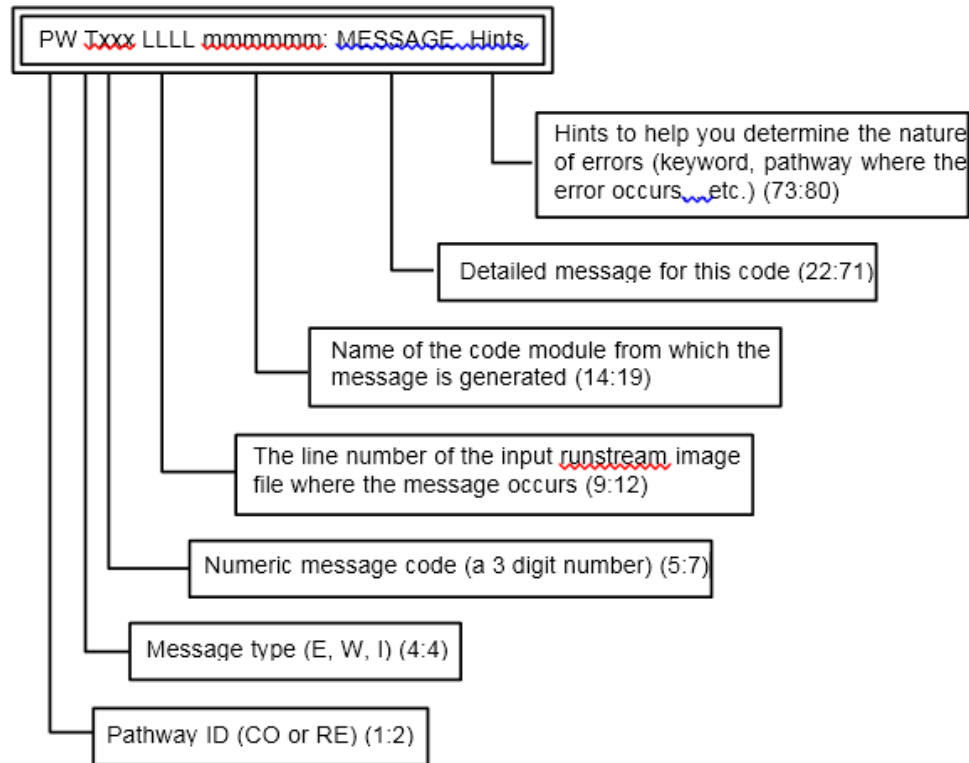 PW Txxx LLLL mmmmmm: MESSAGE Hints
Hints to help you determine the nature
of errors (keyword, pathway where the
error occurs...etc.) (73:80)
Detailed message for this code (22:71)
Name of the code module from which the
message is generated (14:19)
The line number of the input runstream image
file where the message occurs (9:12)
Numeric message code (a 3 digit number) (5:7)
Message type (E, W, I) (4:4)
Pathway ID (CO or RE) (1:2)